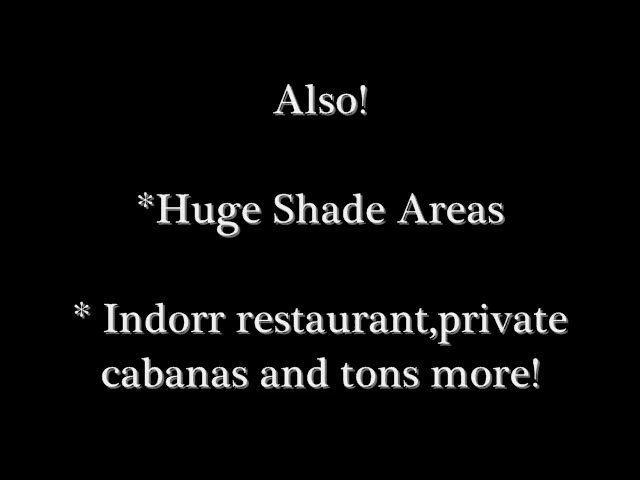 Also!
*Huge Shade Areas
* Indorr restaurant,private
cabanas and tons more!